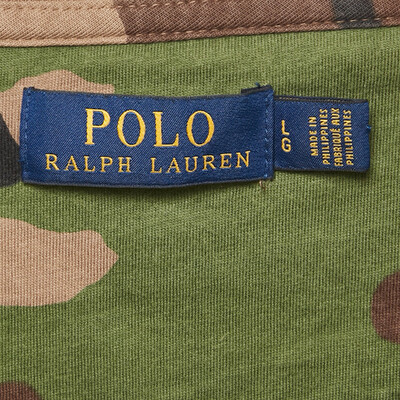 POLO
RALPH LAUREN
L
G
MADE IN
PHILIPPINES
FABRIQUÉ AUX
PHILIPPINES